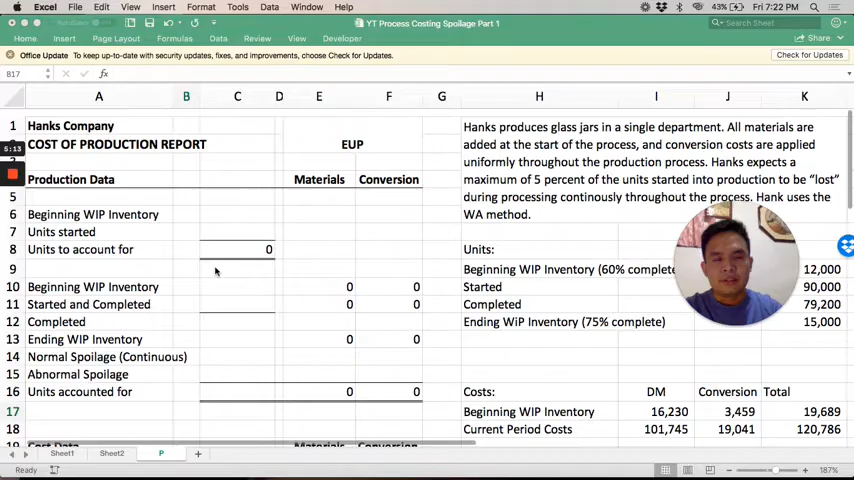 Excel File Edit View Insert Format Tools Data Window Help 43% Fri 7:22 PM
YT Process Costing Spoilage Part 1 Search Sheet
Home Insert Page Layout Formulas Data Review View Developer Share
Office Update To keep up-to-date with security updates, fixes, and improvements, choose Check for Updates. Check for Updates
B17 fx
A B C D E F G H I J K
1 Hanks Company Hanks produces glass jars in a single department. All materials are
COST OF PRODUCTION REPORT EUP added at the start of the process, and conversion costs are applied
5:13 uniformly throughout the production process. Hanks expects a
Production Data Materials Conversion maximum of 5 percent of the units started into production to be “lost”
5 during processing continously throughout the process. Hank uses the
6 Beginning WIP Inventory WA method.
7 Units started
8 Units to account for 0 Units:
9 Beginning WIP Inventory (60% complete 12,000
10 Beginning WIP Inventory 0 0 Started 90,000
11 Started and Completed 0 0 Completed 79,200
12 Completed Ending WiP Inventory (75% complete) 15,000
13 Ending WIP Inventory 0 0
14 Normal Spoilage (Continuous)
15 Abnormal Spoilage
16 Units accounted for 0 0 Costs: DM Conversion Total
17 Beginning WIP Inventory 16,230 3,459 19,689
18 Current Period Costs 101,745 19,041 120,786
19 Cost Data Materials Conversion
Sheet1 Sheet2 P
Ready 187%